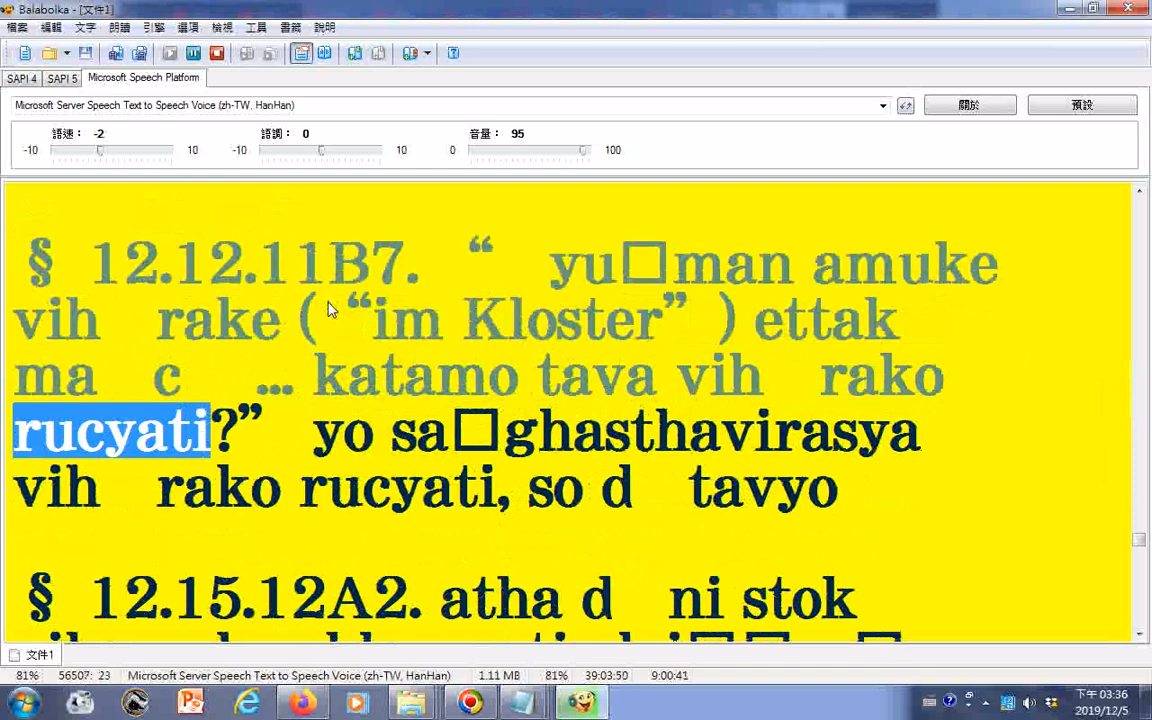 Balabolka - [文件1]
檔案 編輯 文字 朗讀 引擎 選項 檢視 工具 書籤 說明
SAPI 4 SAPI 5 Microsoft Speech Platform
Microsoft Server Speech Text to Speech Voice (zh-TW, HanHan) 關於 預設
語速： -2 語調： 0 音量： 95
-10 10 -10 10 0 100
§ 12.12.11B7. “ yu□man amuke
vih rake ( “im Kloster” ) ettak
ma c ... katamo tava vih rako
rucyati?” yo sa□ghasthavirasya
vih rako rucyati, so d tavyo
§ 12.15.12A2. atha d ni stok
文件1
81% 56507: 23 Microsoft Server Speech Text to Speech Voice (zh-TW, HanHan) 1.11 MB 81% 39:03:50 9:00:41
下午 03:36
2019/12/5